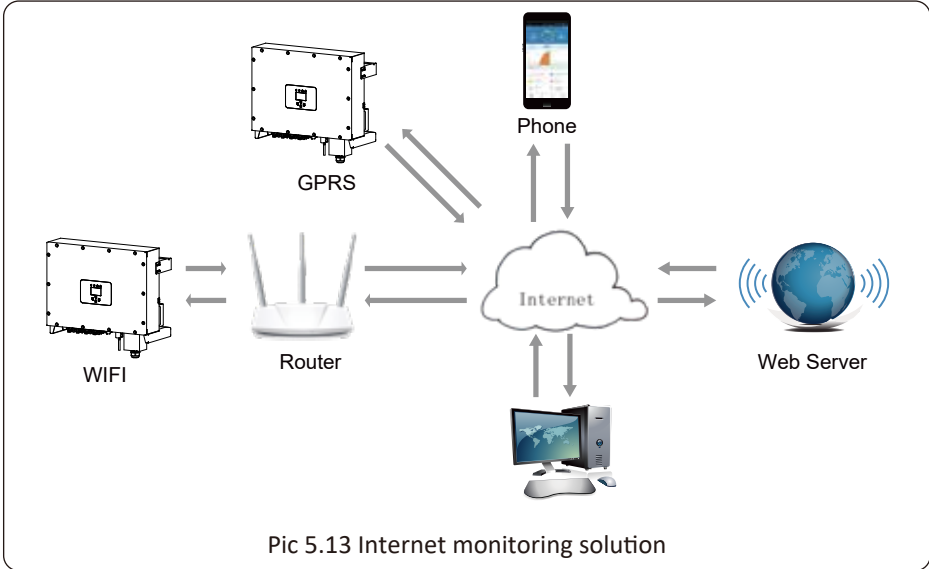 Phone
GPRS
Internet
WIFI
Router
Web Server
Pic 5.13 Internet monitoring solution